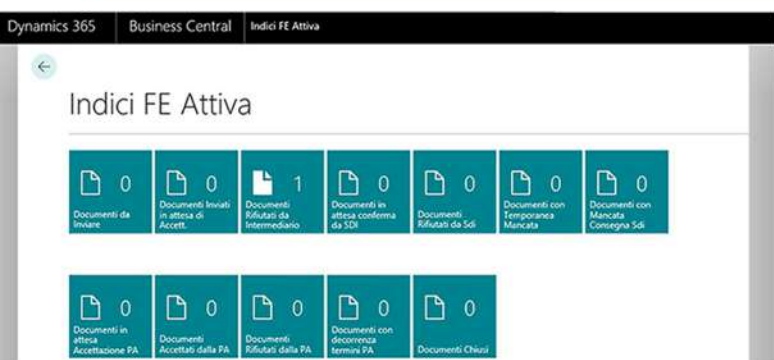 Dynamics 365 Business Central Indici FE Attiva
Indici FE Attiva
0 0 1 0 0 0 0
Documenti da
Inviare
Documenti Inviati
in attesa di
Accett.
Documenti
Rifiutati da
Intermediario
Documenti in
attesa conferma
da SDI
Documenti
Rifiutati da Sdi
Documenti con
Temporanea
Mancata
Documenti con
Mancata
Consegna Sdi
0 0 0 0 0
Documenti in
attesa
Accettazione PA
Documenti
Accettati dalla PA
Documenti
Rifiutati dalla PA
Documenti con
decorrenza
termini PA
Documenti Chiusi